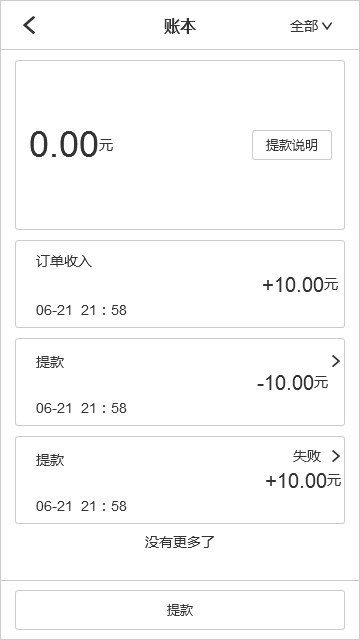 账本 全部
0.00元 提款说明
订单收入
+10.00元
06-21 21：58
提款
-10.00元
06-21 21：58
提款 失败
+10.00元
06-21 21：58
没有更多了
提款